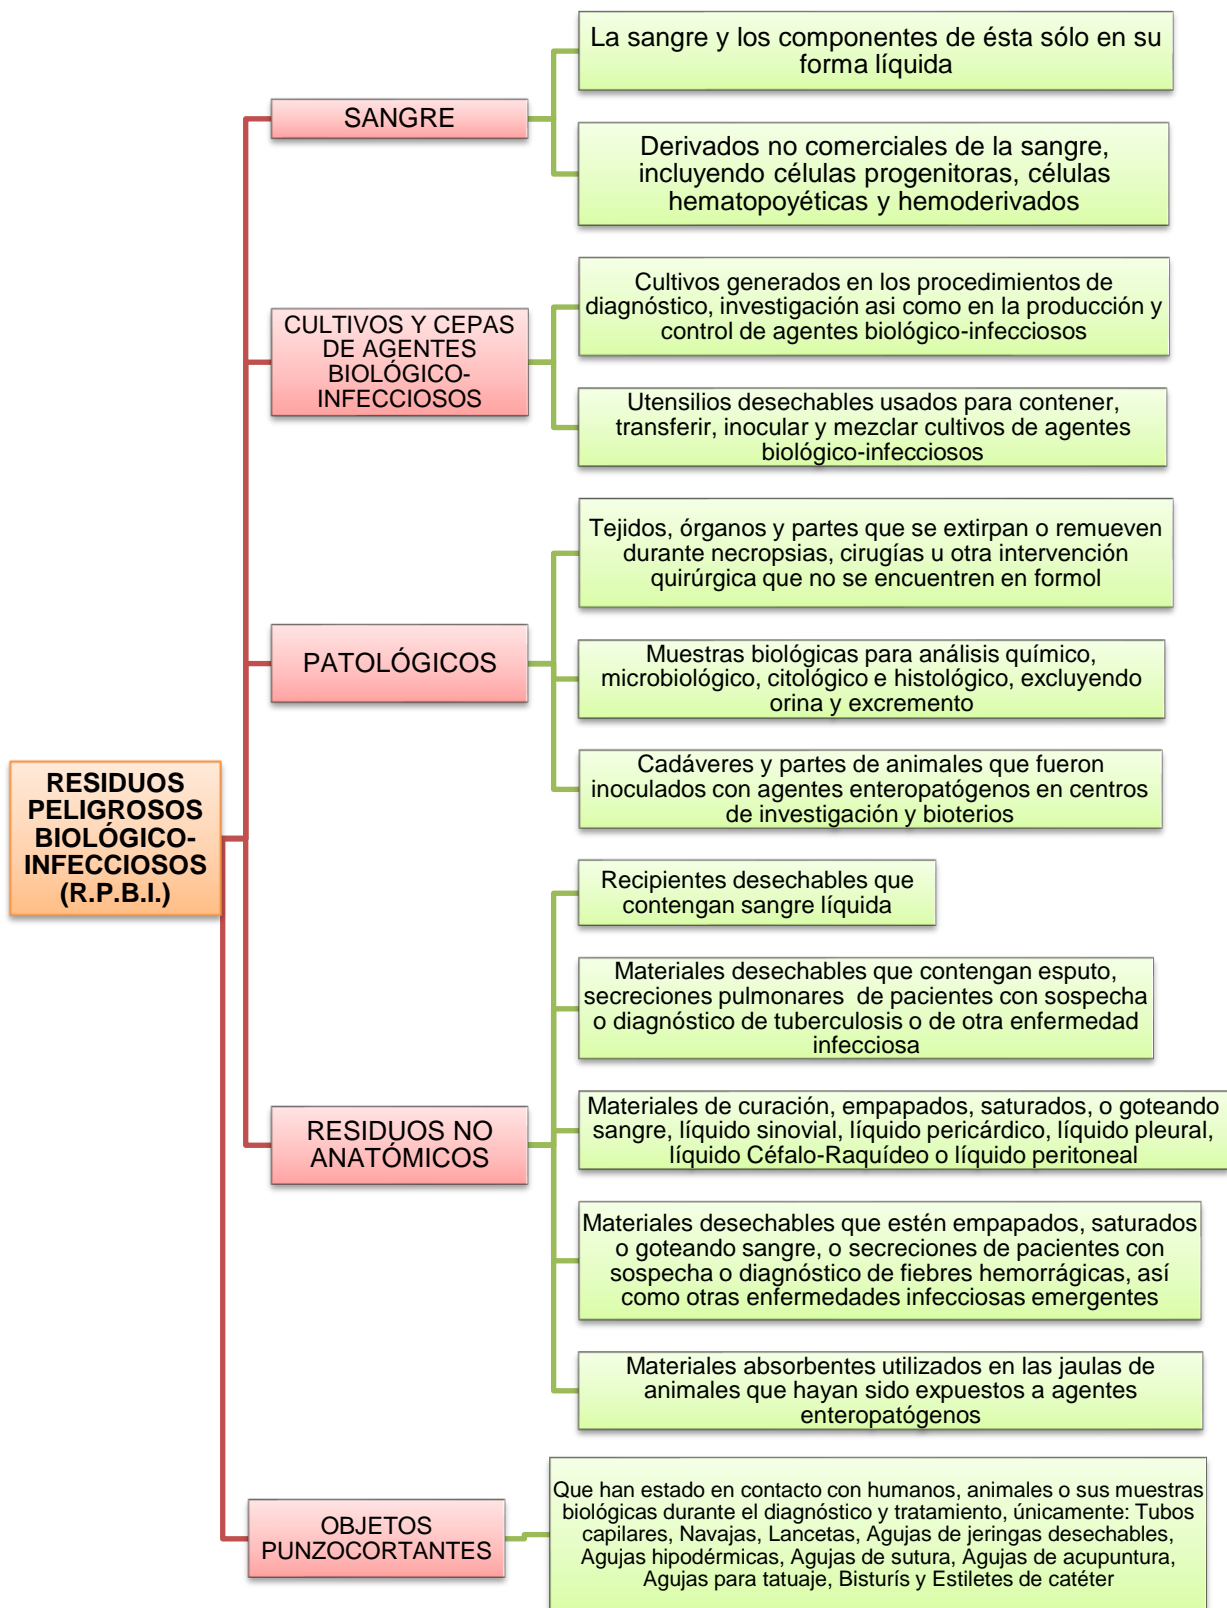 La sangre y los componentes de ésta sólo en su
forma líquida
SANGRE
Derivados no comerciales de la sangre,
incluyendo células progenitoras, células
hematopoyéticas y hemoderivados
Cultivos generados en los procedimientos de
diagnóstico, investigación asi como en la producción y
control de agentes biológico-infecciosos
CULTIVOS Y CEPAS
DE AGENTES
BIOLÓGICO-
INFECCIOSOS
Utensilios desechables usados para contener,
transferir, inocular y mezclar cultivos de agentes
biológico-infecciosos
Tejidos, órganos y partes que se extirpan o remueven
durante necropsias, cirugías u otra intervención
quirúrgica que no se encuentren en formol
PATOLÓGICOS
Muestras biológicas para análisis químico,
microbiológico, citológico e histológico, excluyendo
orina y excremento
Cadáveres y partes de animales que fueron
inoculados con agentes enteropatógenos en centros
de investigación y bioterios
RESIDUOS
PELIGROSOS
BIOLÓGICO-
INFECCIOSOS
(R.P.B.I.)
Recipientes desechables que
contengan sangre líquida
Materiales desechables que contengan esputo,
secreciones pulmonares de pacientes con sospecha
o diagnóstico de tuberculosis o de otra enfermedad
infecciosa
RESIDUOS NO
ANATÓMICOS
Materiales de curación, empapados, saturados, o goteando
sangre, líquido sinovial, líquido pericárdico, líquido pleural,
líquido Céfalo-Raquídeo o líquido peritoneal
Materiales desechables que estén empapados, saturados
o goteando sangre, o secreciones de pacientes con
sospecha o diagnóstico de fiebres hemorrágicas, así
como otras enfermedades infecciosas emergentes
Materiales absorbentes utilizados en las jaulas de
animales que hayan sido expuestos a agentes
enteropatógenos
OBJETOS
PUNZOCORTANTES
Que han estado en contacto con humanos, animales o sus muestras
biológicas durante el diagnóstico y tratamiento, únicamente: Tubos
capilares, Navajas, Lancetas, Agujas de jeringas desechables,
Agujas hipodérmicas, Agujas de sutura, Agujas de acupuntura,
Agujas para tatuaje, Bisturís y Estiletes de catéter